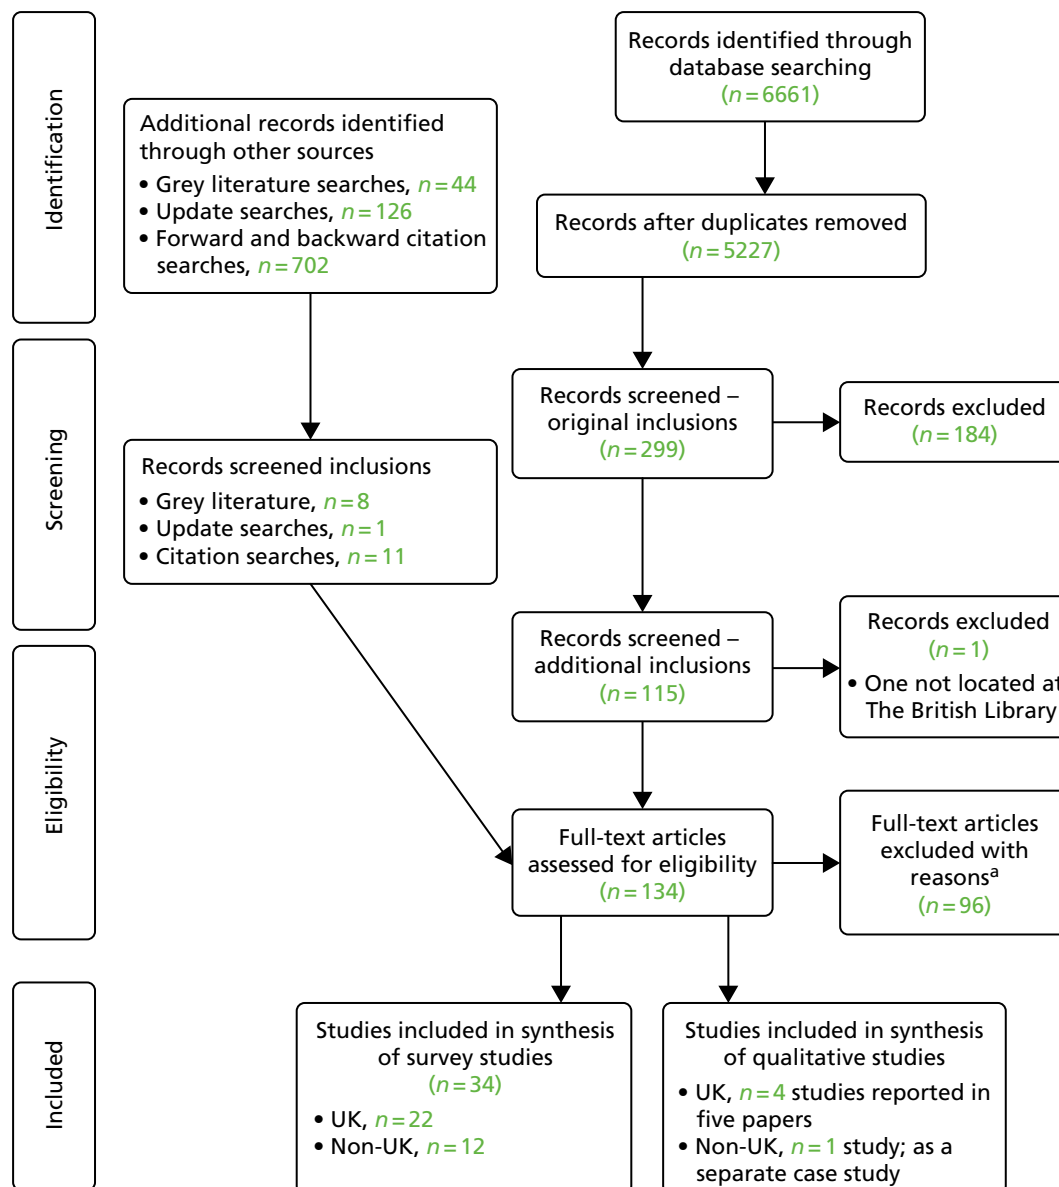 Identification
Records identified through
database searching
(n=6661)
Additional records identified
through other sources
• Grey literature searches, n=44
• Update searches, n=126
• Forward and backward citation
searches, n=702
Records after duplicates removed
(n=5227)
Screening
Records screened –
original inclusions
(n=299)
Records excluded
(n=184)
Records screened inclusions
• Grey literature, n=8
• Update searches, n=1
• Citation searches, n=11
Records screened –
additional inclusions
(n=115)
Records excluded
(n=1)
• One not located at
The British Library
Eligibility
Full-text articles
assessed for eligibility
(n=134)
Full-text articles
excluded with
reasonsᵃ
(n=96)
Included
Studies included in synthesis
of survey studies
(n=34)
• UK, n=22
• Non-UK, n=12
Studies included in synthesis
of qualitative studies
• UK, n=4 studies reported in
five papers
• Non-UK, n=1 study; as a
separate case study